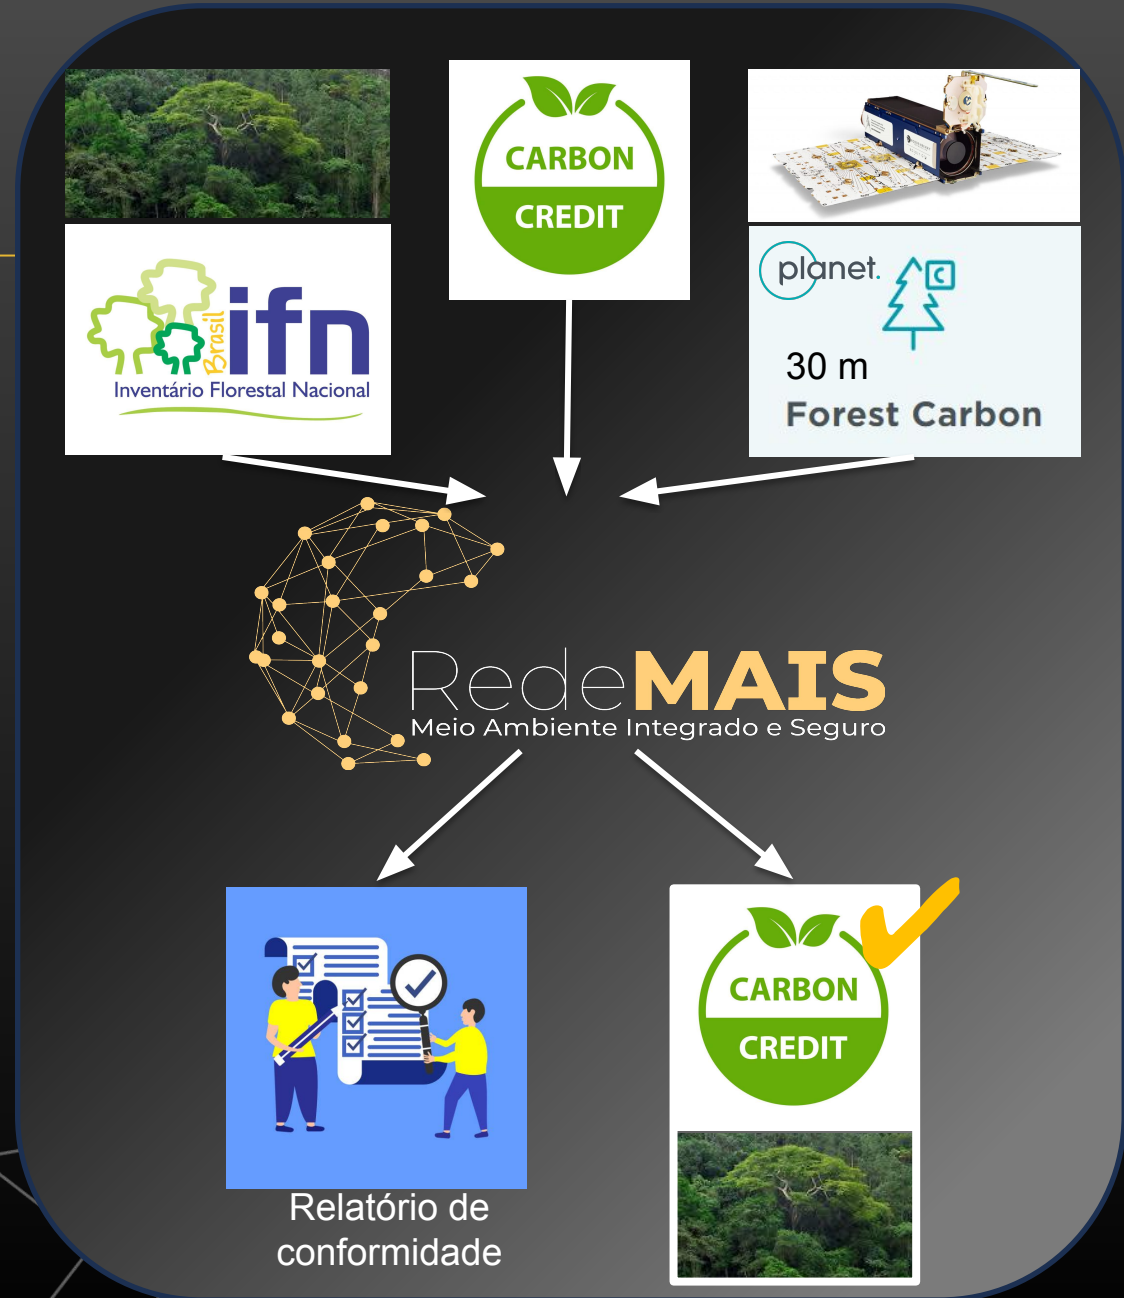 CARBON
CREDIT
Brasil
ifn
Inventário Florestal Nacional
planet.
C
30 m
Forest Carbon
RedeMAIS
Meio Ambiente Integrado e Seguro
Relatório de
conformidade
CARBON
CREDIT